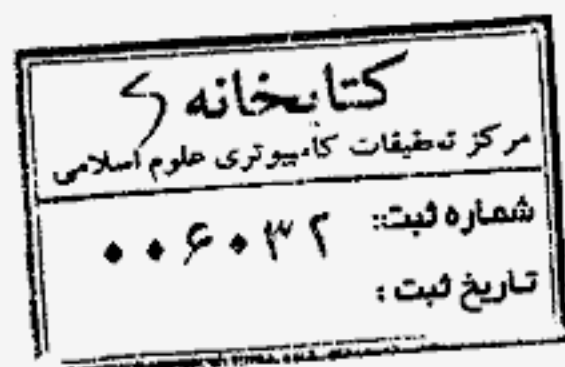 کتابخانه
مرکز تحقیقات کامپیوتری علوم اسلامی
شماره ثبت: ۰۰۶۰۳۲
تاریخ ثبت: